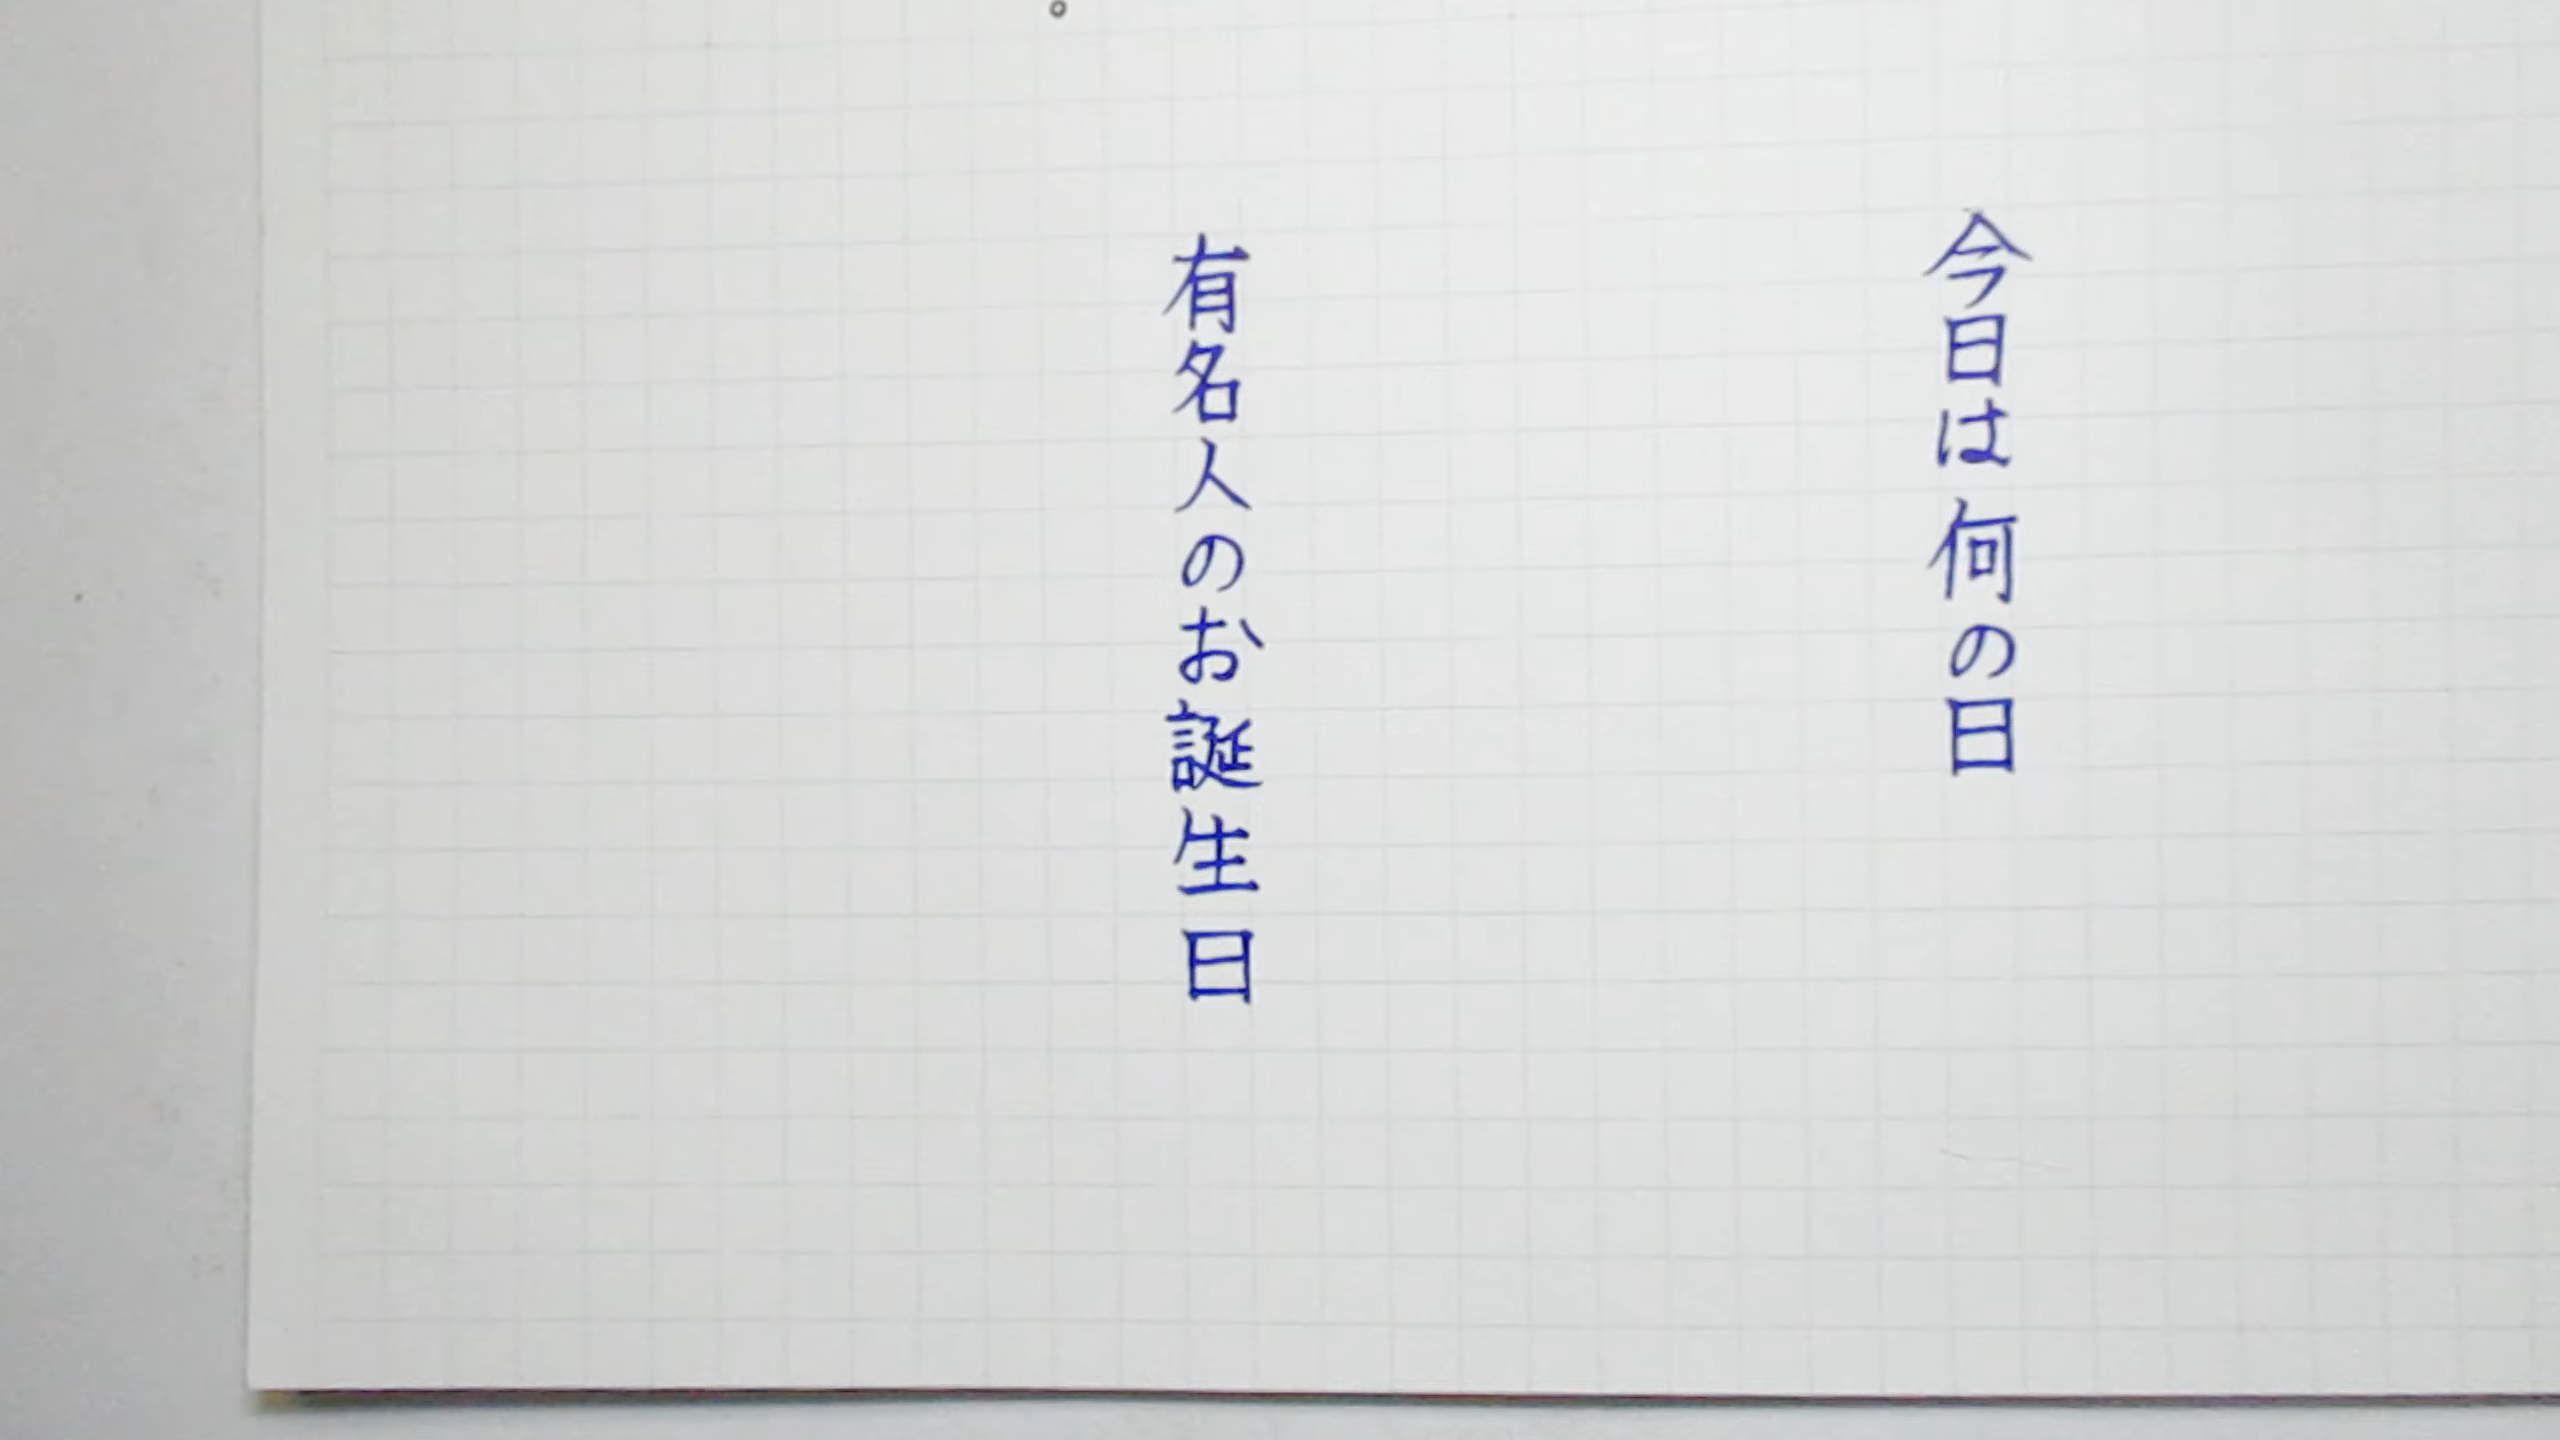 今日は何の日
有名人のお誕生日
。